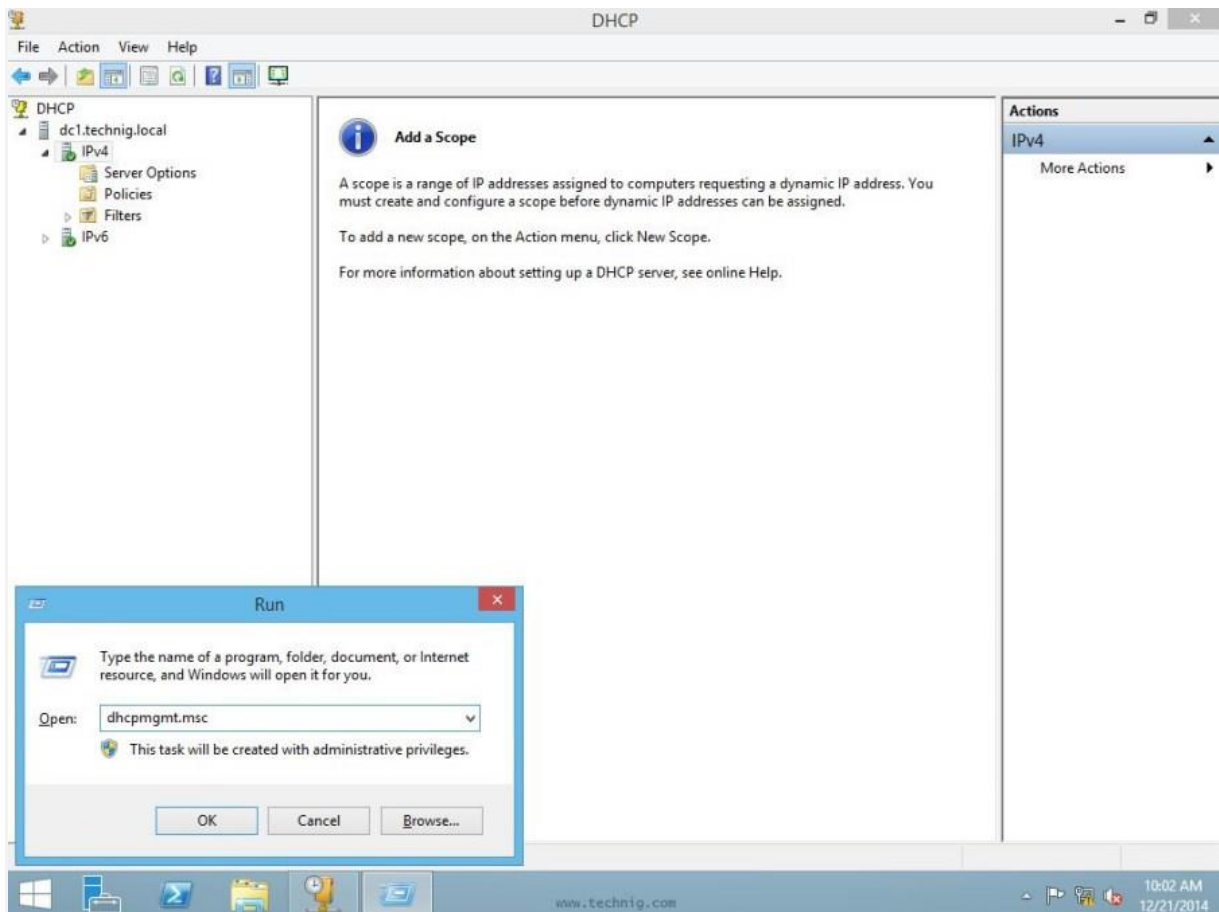 DHCP
File Action View Help
DHCP
dc1.technig.local
IPv4
Server Options
Policies
Filters
IPv6
Add a Scope
A scope is a range of IP addresses assigned to computers requesting a dynamic IP address. You
must create and configure a scope before dynamic IP addresses can be assigned.
To add a new scope, on the Action menu, click New Scope.
For more information about setting up a DHCP server, see online Help.
Actions
IPv4
More Actions
Run
Type the name of a program, folder, document, or Internet
resource, and Windows will open it for you.
Open: dhcpmgmt.msc
This task will be created with administrative privileges.
OK Cancel Browse...
www.technig.com
10:02 AM
12/21/2014